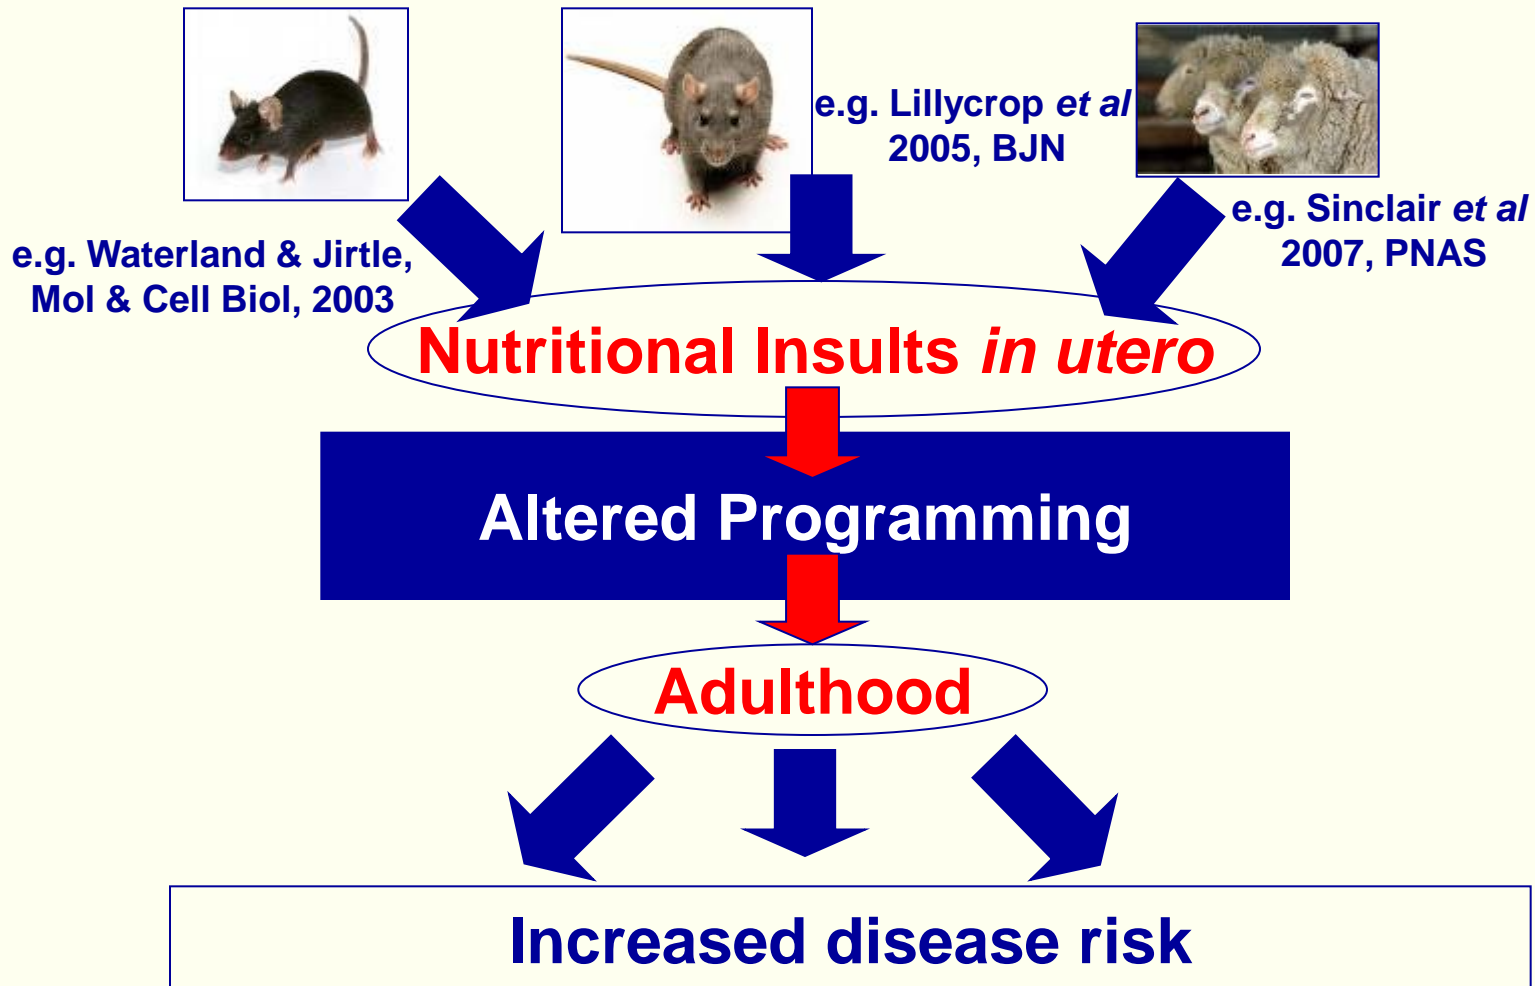 e.g. Lillycrop et al
2005, BJN
e.g. Sinclair et al
2007, PNAS
e.g. Waterland & Jirtle,
Mol & Cell Biol, 2003
Nutritional Insults in utero
Altered Programming
Adulthood
Increased disease risk